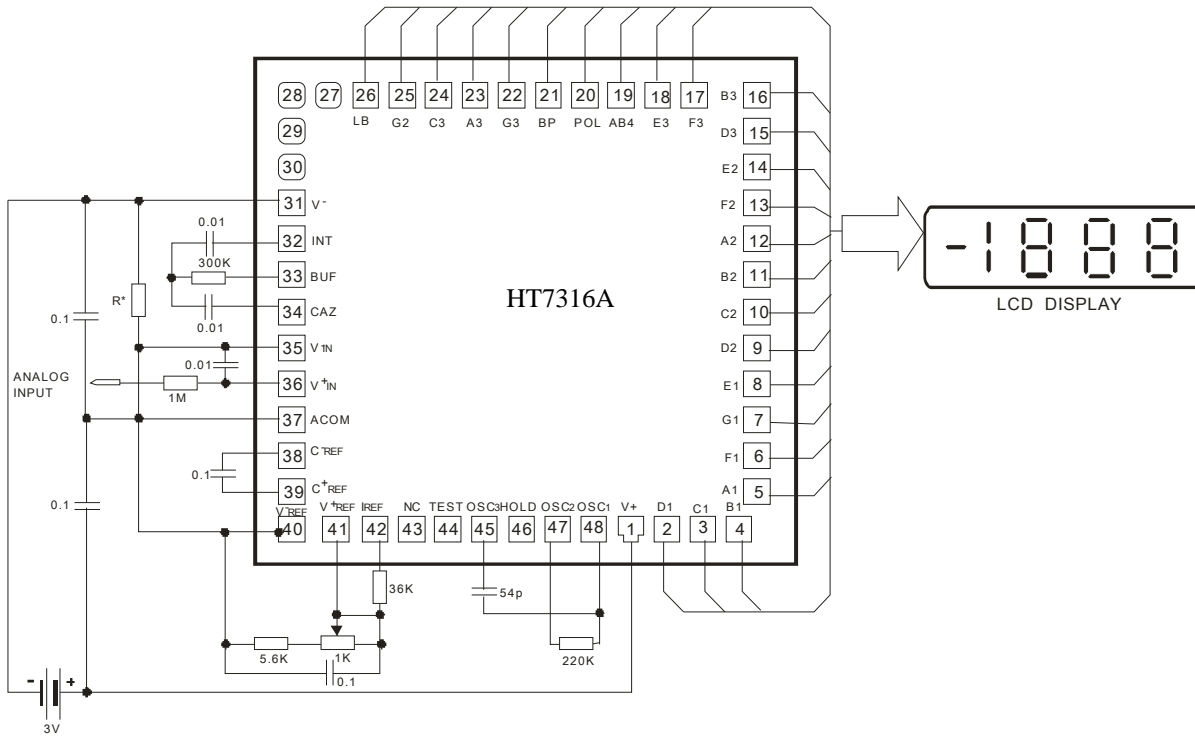 28 27 26 25 24 23 22 21 20 19 18 17
LB G2 C3 A3 G3 BP POL AB4 E3 F3
29
30
31 V-
32 INT
33 BUF
34 CAZ
35 V-IN
36 V+IN
37 ACOM
38 C-REF
39 C+REF
B3 16
D3 15
E2 14
F2 13
A2 12
B2 11
C2 10
D2 9
E1 8
G1 7
F1 6
A1 5
HT7316A
0.01
300K
0.01
R*
0.1
0.01
ANALOG
INPUT
1M
0.1
0.1
-1888
LCD DISPLAY
V-REF V+REF IREF NC TEST OSC3 HOLD OSC2 OSC1 V+ D1 C1 B1
40 41 42 43 44 45 46 47 48 1 2 3 4
36K
54p
5.6K
1K
220K
0.1
- +
3V